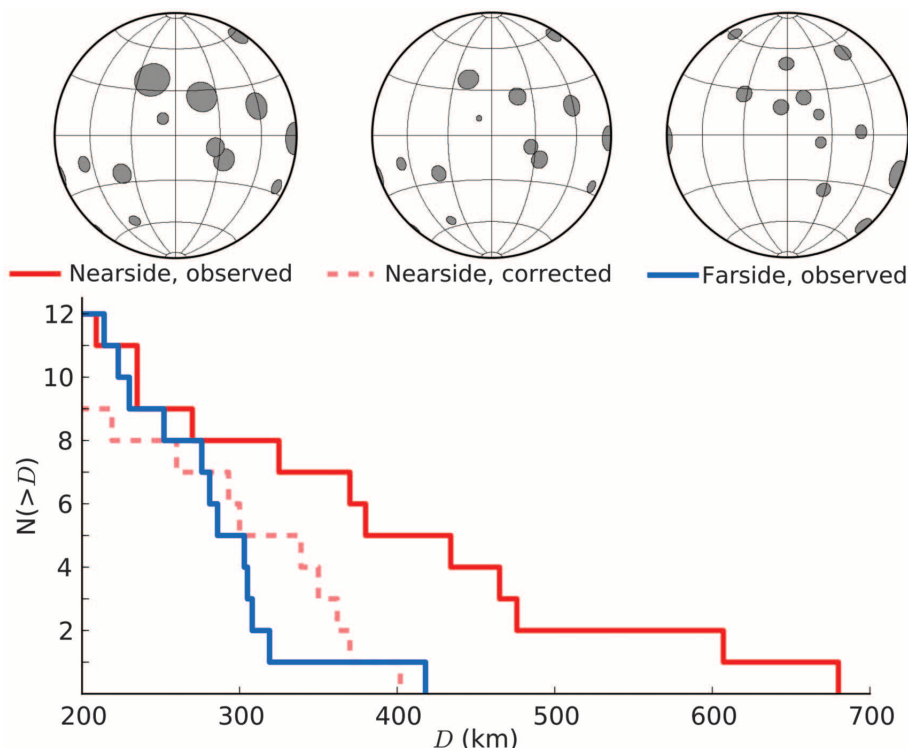 Nearside, observed
Nearside, corrected
Farside, observed
12
10
8
6
4
2
N(>D)
200
300
400
500
600
700
D (km)